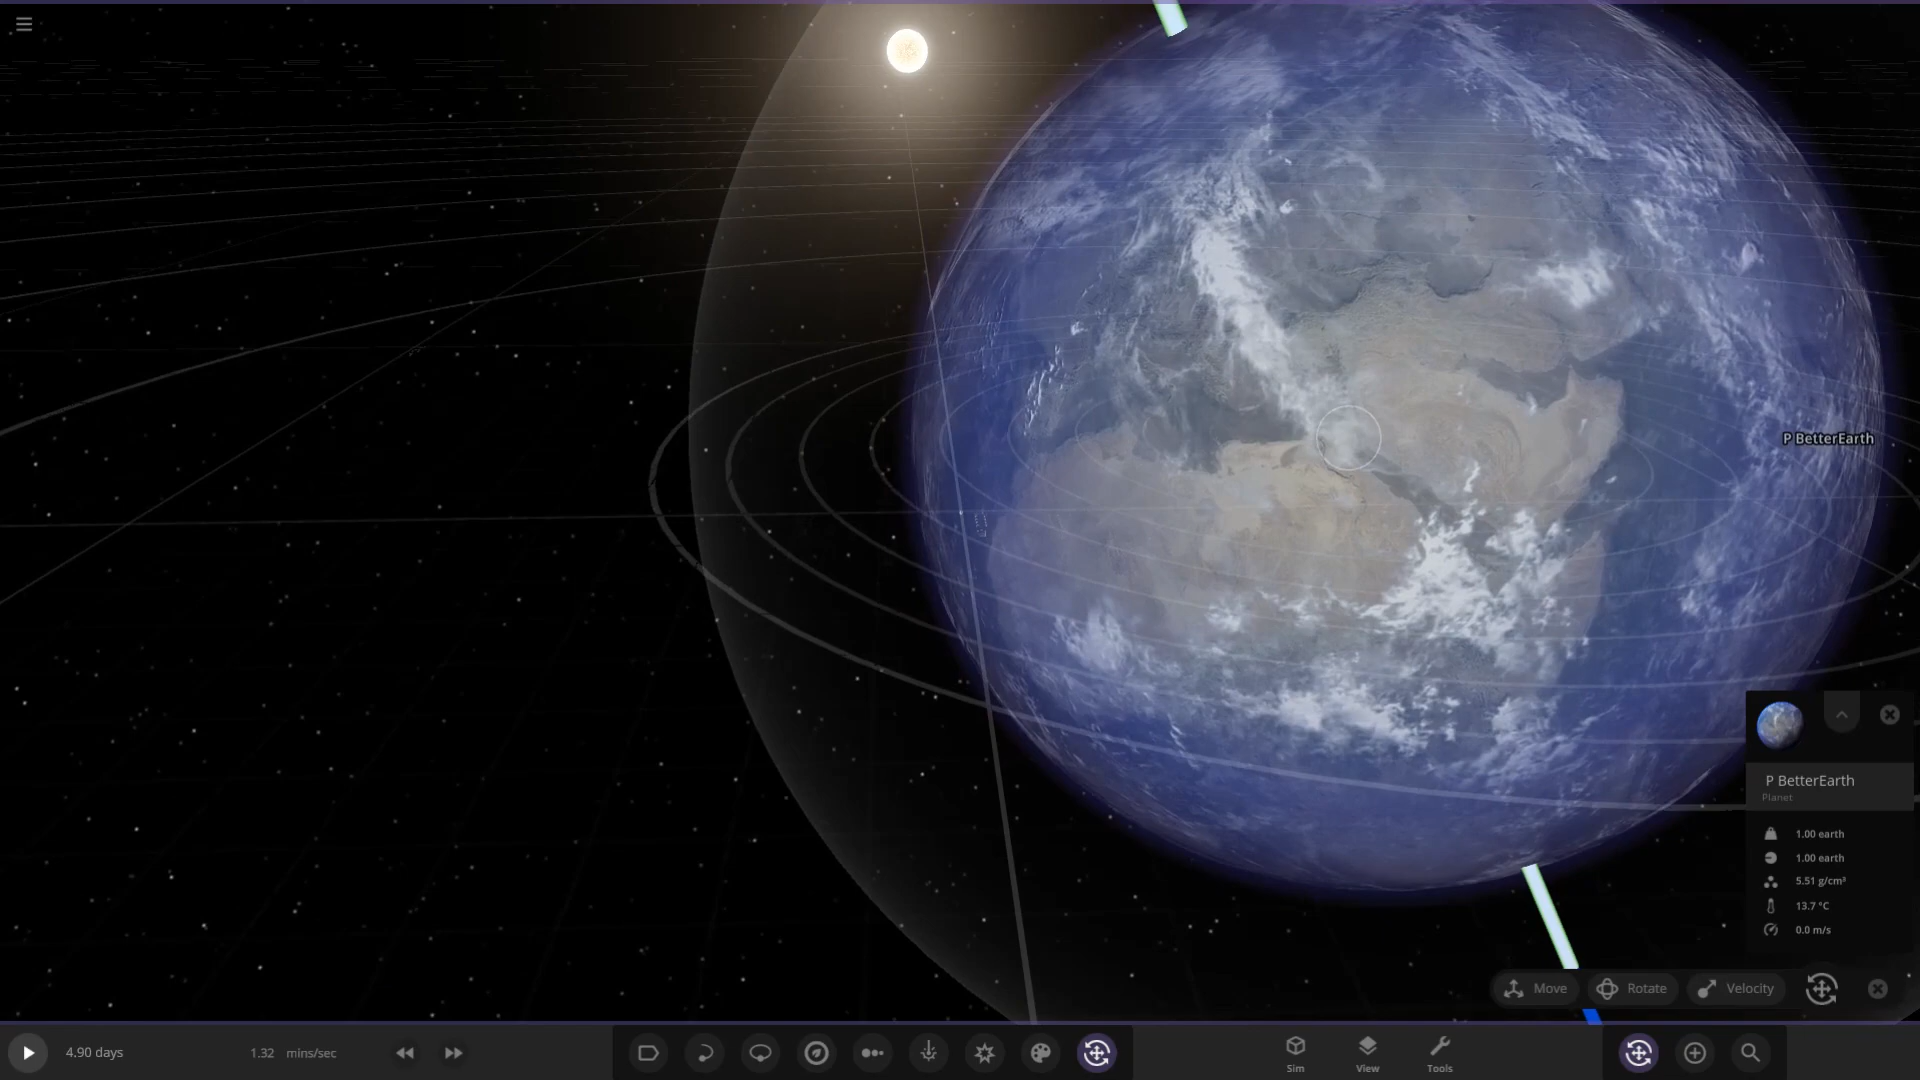 P BetterEarth
P BetterEarth
Planet
1.00 earth
1.00 earth
5.51 g/cm³
13.7 °C
0.0 m/s
Move
Rotate
Velocity
4.90 days
1.32 mins/sec
Sim
View
Tools